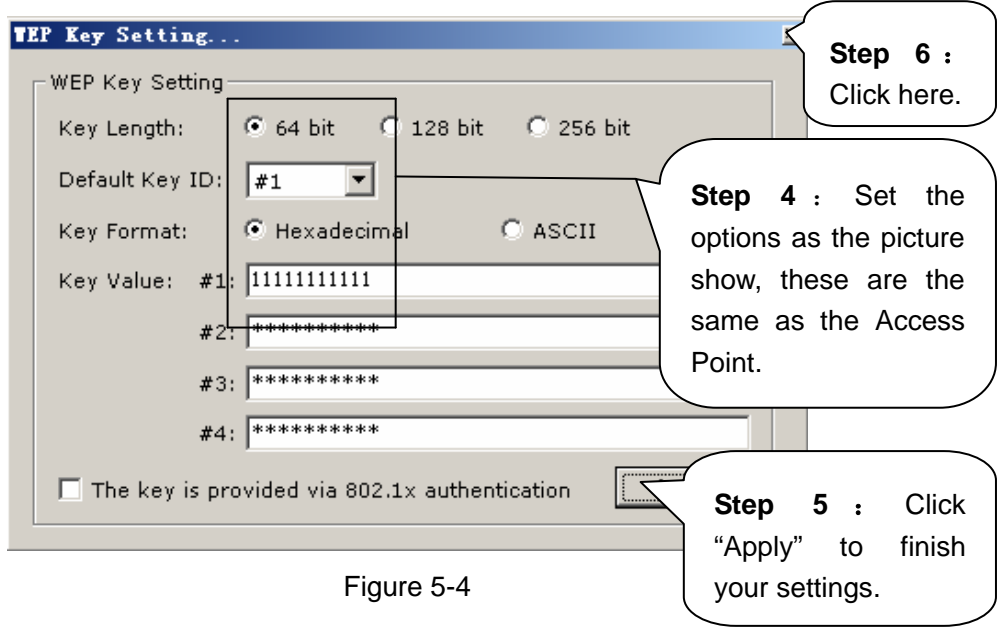 WEP Key Setting...
WEP Key Setting
Key Length: 64 bit 128 bit 256 bit
Default Key ID: #1
Key Format: Hexadecimal ASCII
Key Value: #1: 11111111111
#2: **********
#3: **********
#4: **********
The key is provided via 802.1x authentication
Step 6：
Click here.
Step 4： Set the
options as the picture
show, these are the
same as the Access
Point.
Step 5： Click
“Apply” to finish
your settings.
Figure 5-4